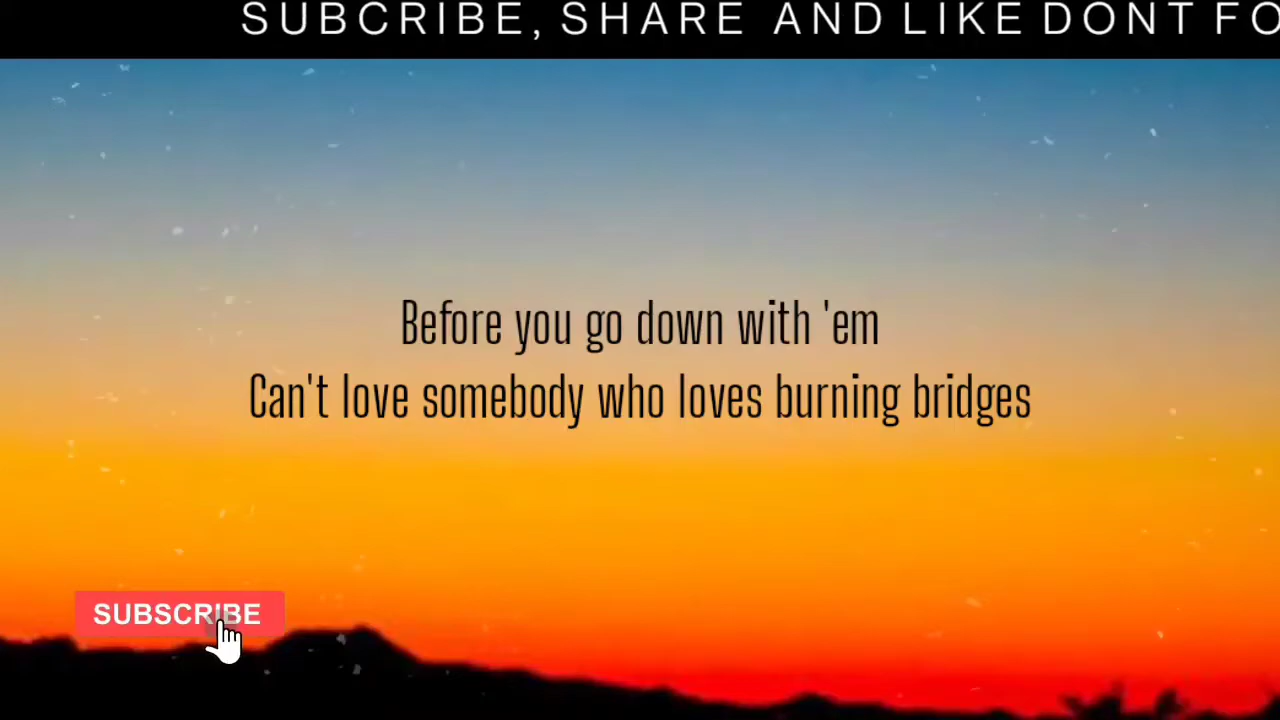 SUBCRIBE, SHARE AND LIKE DONT FO
Before you go down with 'em
Can't love somebody who loves burning bridges
SUBSCRIBE